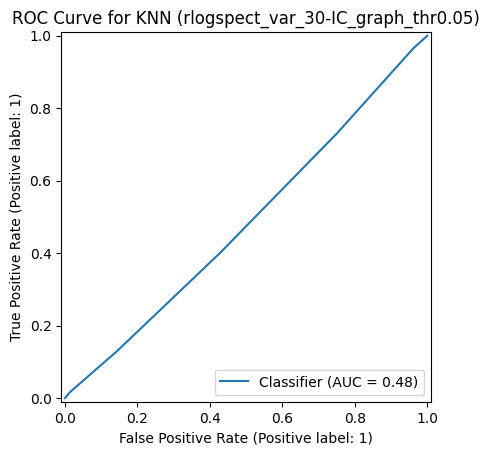 ROC Curve for KNN (rlogspect_var_30-IC_graph_thr0.05)
1.0
0.8
0.6
0.4
0.2
0.0
True Positive Rate (Positive label: 1)
Classifier (AUC = 0.48)
0.0 0.2 0.4 0.6 0.8 1.0
False Positive Rate (Positive label: 1)